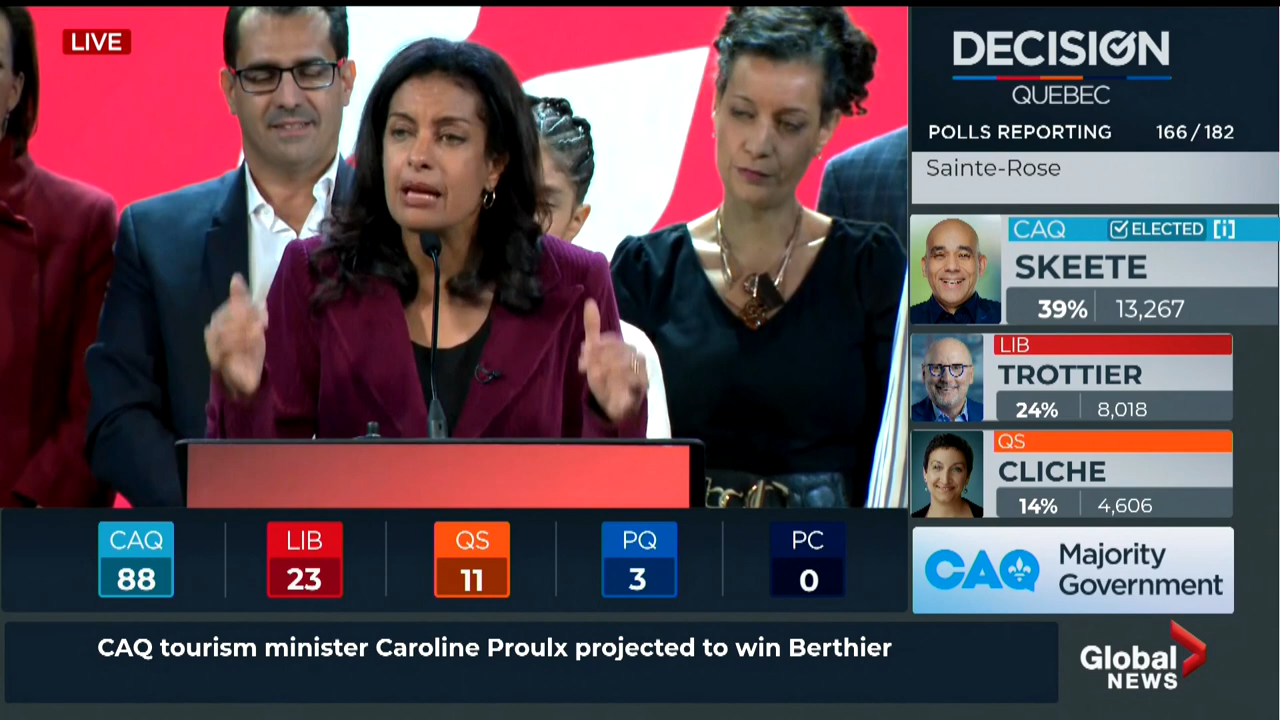 LIVE
DECISION
QUEBEC
POLLS REPORTING 166/182
Sainte-Rose
CAQ ELECTED [i]
SKEETE
39% 13,267
LIB
TROTTIER
24% 8,018
QS
CLICHE
14% 4,606
CAQ Majority
Government
CAQ LIB QS PQ PC
88 23 11 3 0
CAQ tourism minister Caroline Proulx projected to win Berthier
Global
NEWS